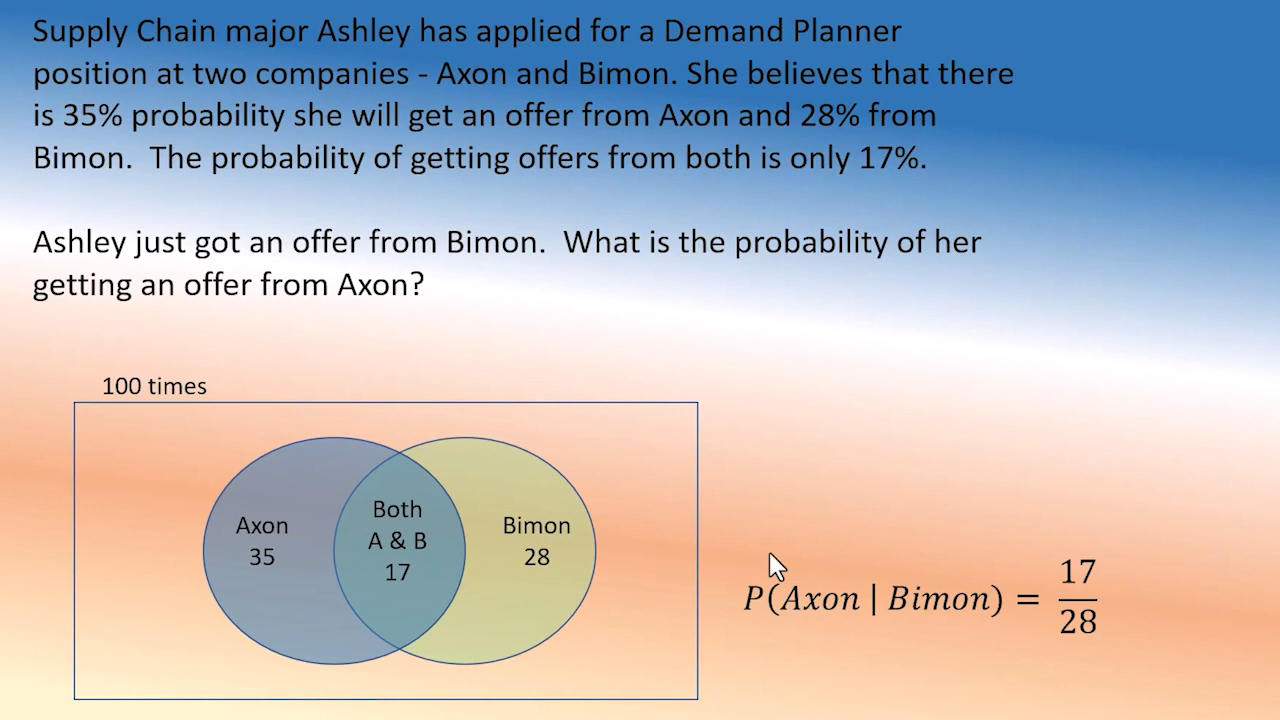 Supply Chain major Ashley has applied for a Demand Planner
position at two companies - Axon and Bimon. She believes that there
is 35% probability she will get an offer from Axon and 28% from
Bimon.  The probability of getting offers from both is only 17%.
Ashley just got an offer from Bimon.  What is the probability of her
getting an offer from Axon?
100 times
Axon
35
Both
A & B
17
Bimon
28
P(Axon | Bimon) = 17/28